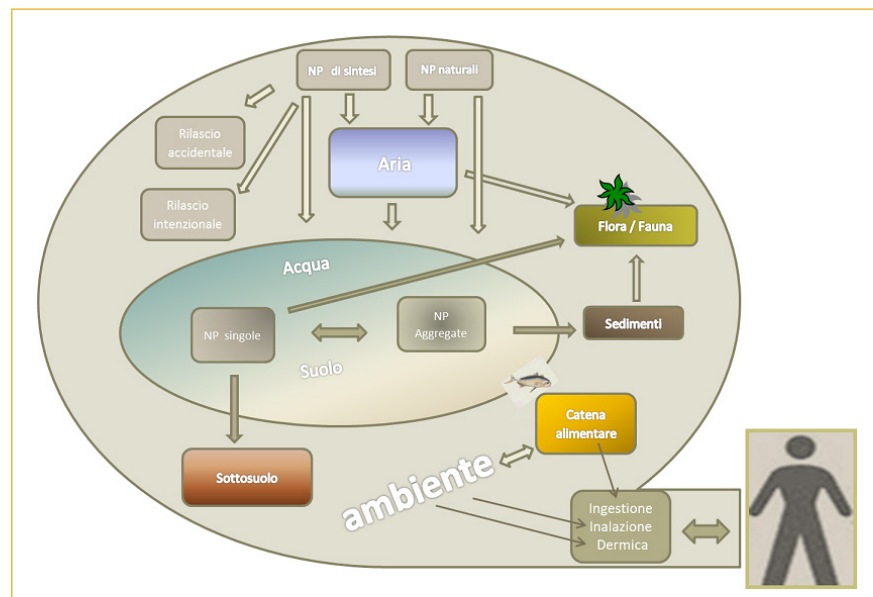 NP di sintesi
NP naturali
Rilascio
accidentale
Aria
Rilascio
intenzionale
Flora / Fauna
Acqua
NP singole
NP
Aggregate
Sedimenti
Suolo
Catena
alimentare
Sottosuolo
ambiente
Ingestione
Inalazione
Dermica